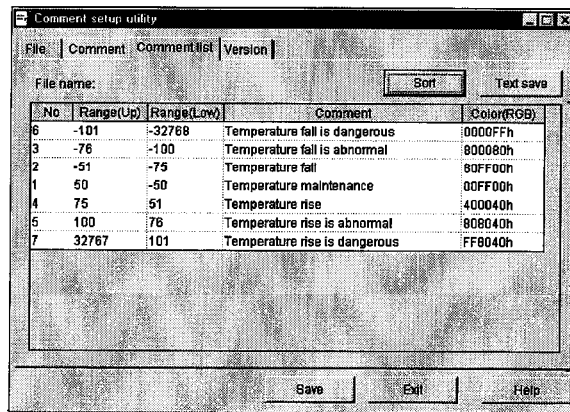 Comment setup utility
File Comment Comment list Version
File name: Sort Text save
No Range(Up) Range(Low) Comment Color(RGB)
6 -101 -32768 Temperature fall is dangerous 0000FFh
3 -76 -100 Temperature fall is abnormal 800080h
2 -51 -75 Temperature fall 80FF00h
1 50 -50 Temperature maintenance 00FF00h
4 75 51 Temperature rise 400040h
5 100 76 Temperature rise is abnormal 808040h
7 32767 101 Temperature rise is dangerous FF8040h
Save Exit Help